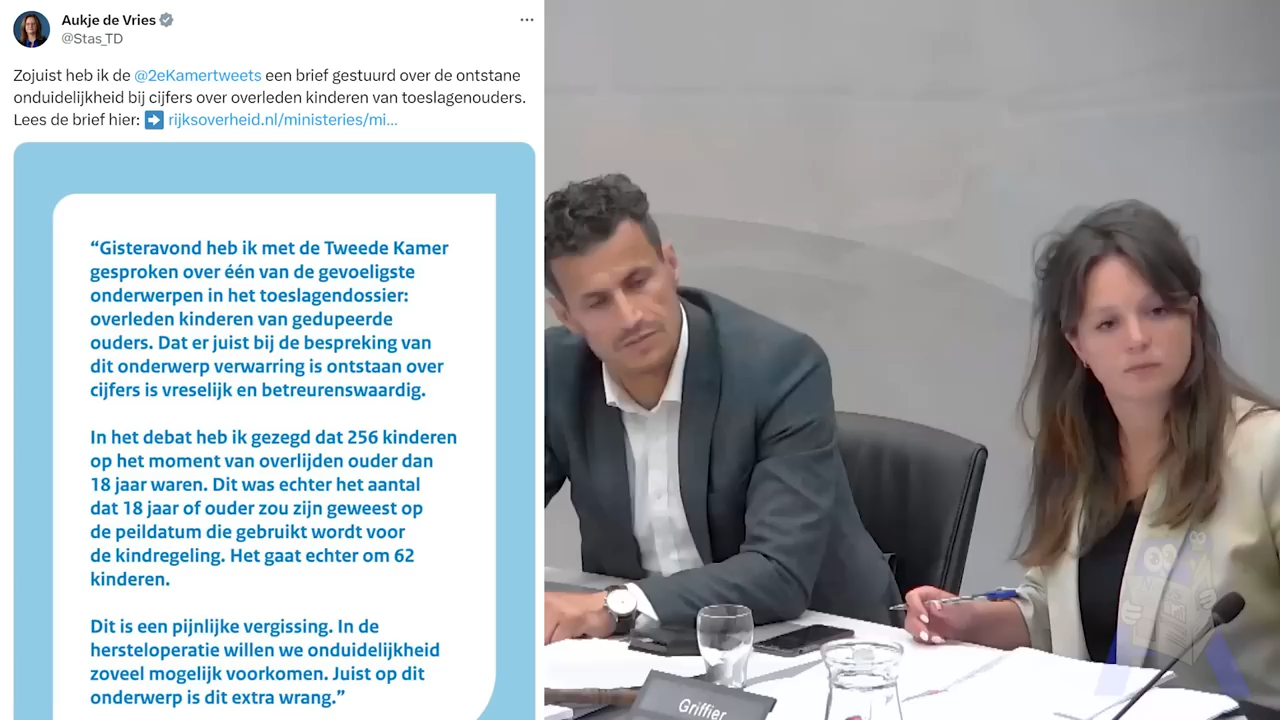 Aukje de Vries
@Stas_TD
Zojuist heb ik de @2eKamertweets een brief gestuurd over de ontstane
onduidelijkheid bij cijfers over overleden kinderen van toeslagenouders.
Lees de brief hier: ➡ rijksoverheid.nl/ministeries/mi...
“Gisteravond heb ik met de Tweede Kamer
gesproken over één van de gevoeligste
onderwerpen in het toeslagendossier:
overleden kinderen van gedupeerde
ouders. Dat er juist bij de bespreking van
dit onderwerp verwarring is ontstaan over
cijfers is vreselijk en betreurenswaardig.
In het debat heb ik gezegd dat 256 kinderen
op het moment van overlijden ouder dan
18 jaar waren. Dit was echter het aantal
dat 18 jaar of ouder zou zijn geweest op
de peildatum die gebruikt wordt voor
de kindregeling. Het gaat echter om 62
kinderen.
Dit is een pijnlijke vergissing. In de
hersteloperatie willen we onduidelijkheid
zoveel mogelijk voorkomen. Juist op dit
onderwerp is dit extra wrang.”
Griffier